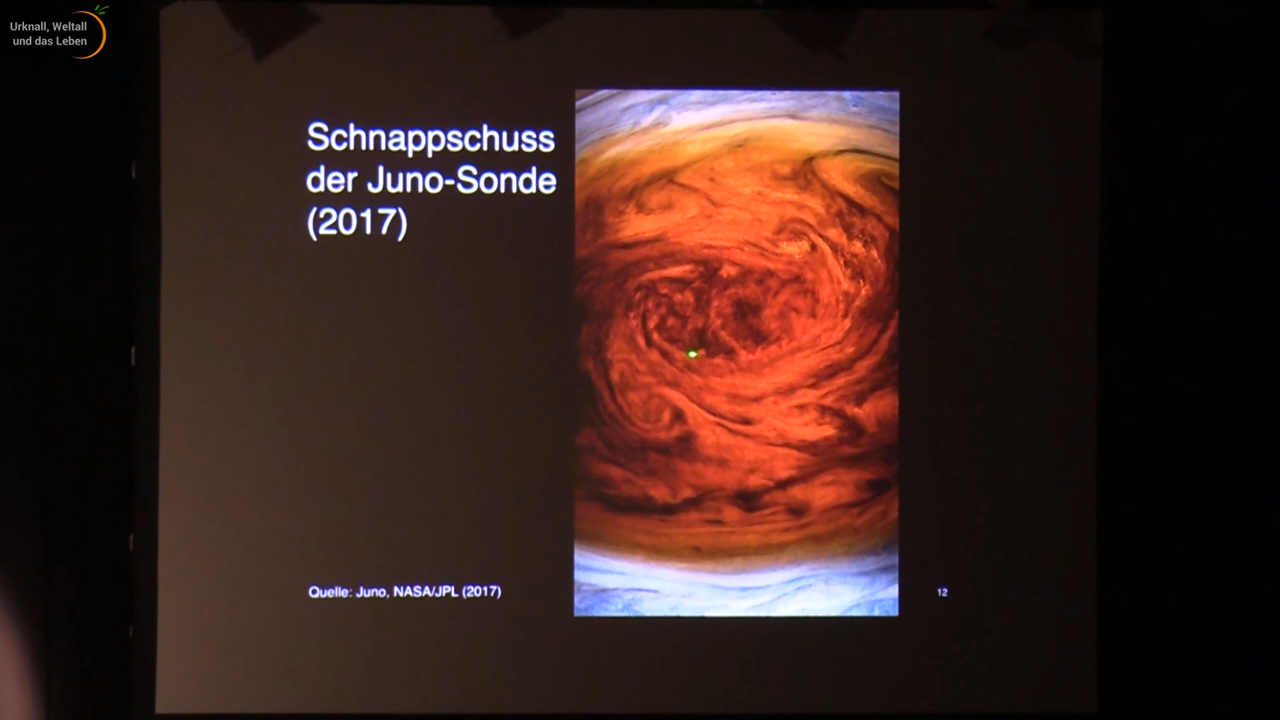 Urknall, Weltall
und das Leben
Schnappschuss
der Juno-Sonde
(2017)
Quelle: Juno, NASA/JPL (2017)
12